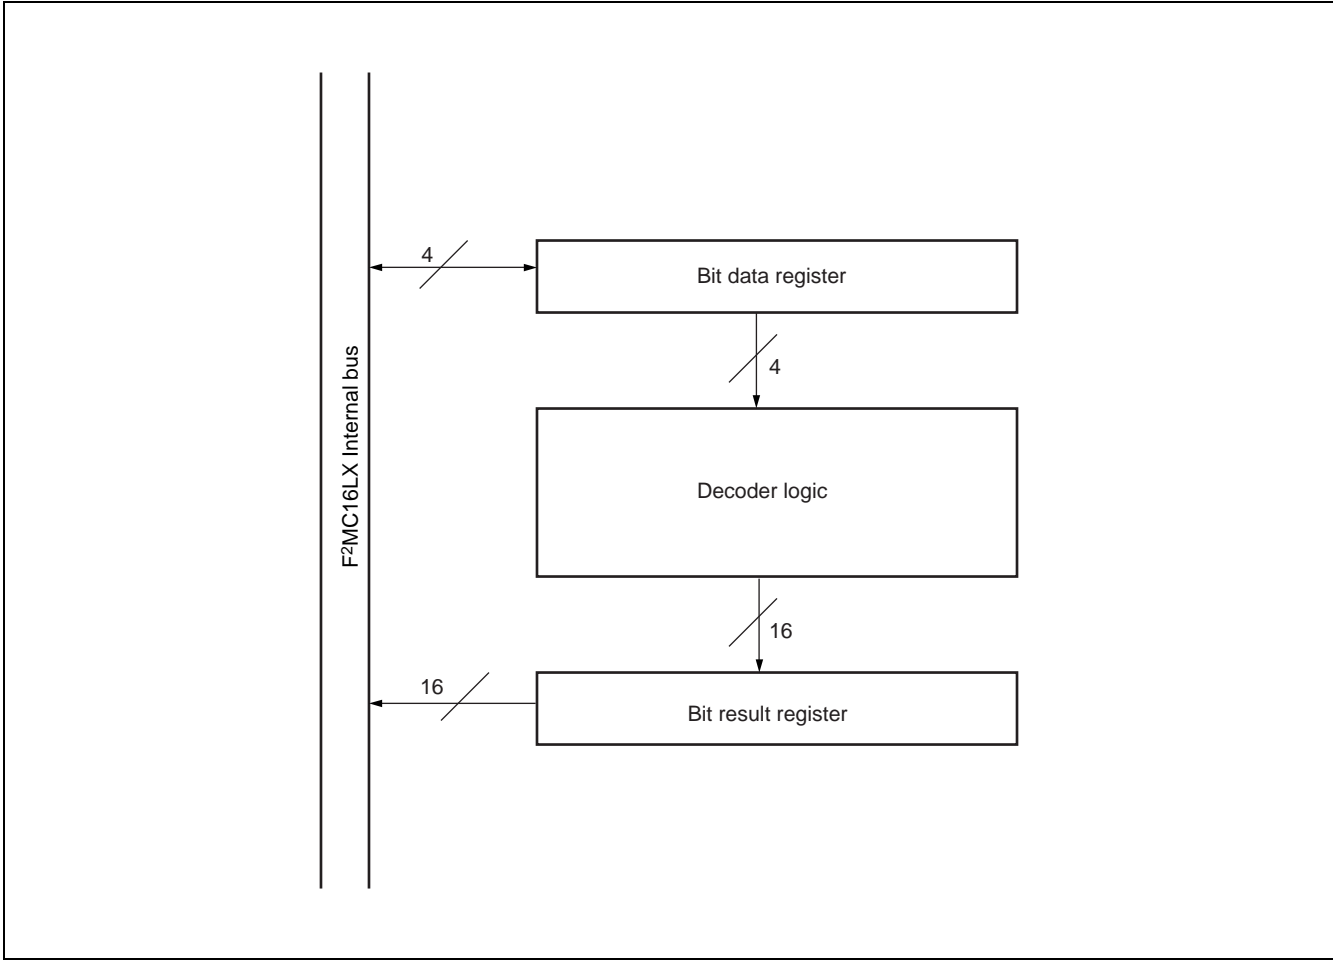 F²MC16LX Internal bus
4
Bit data register
4
Decoder logic
16
16
Bit result register